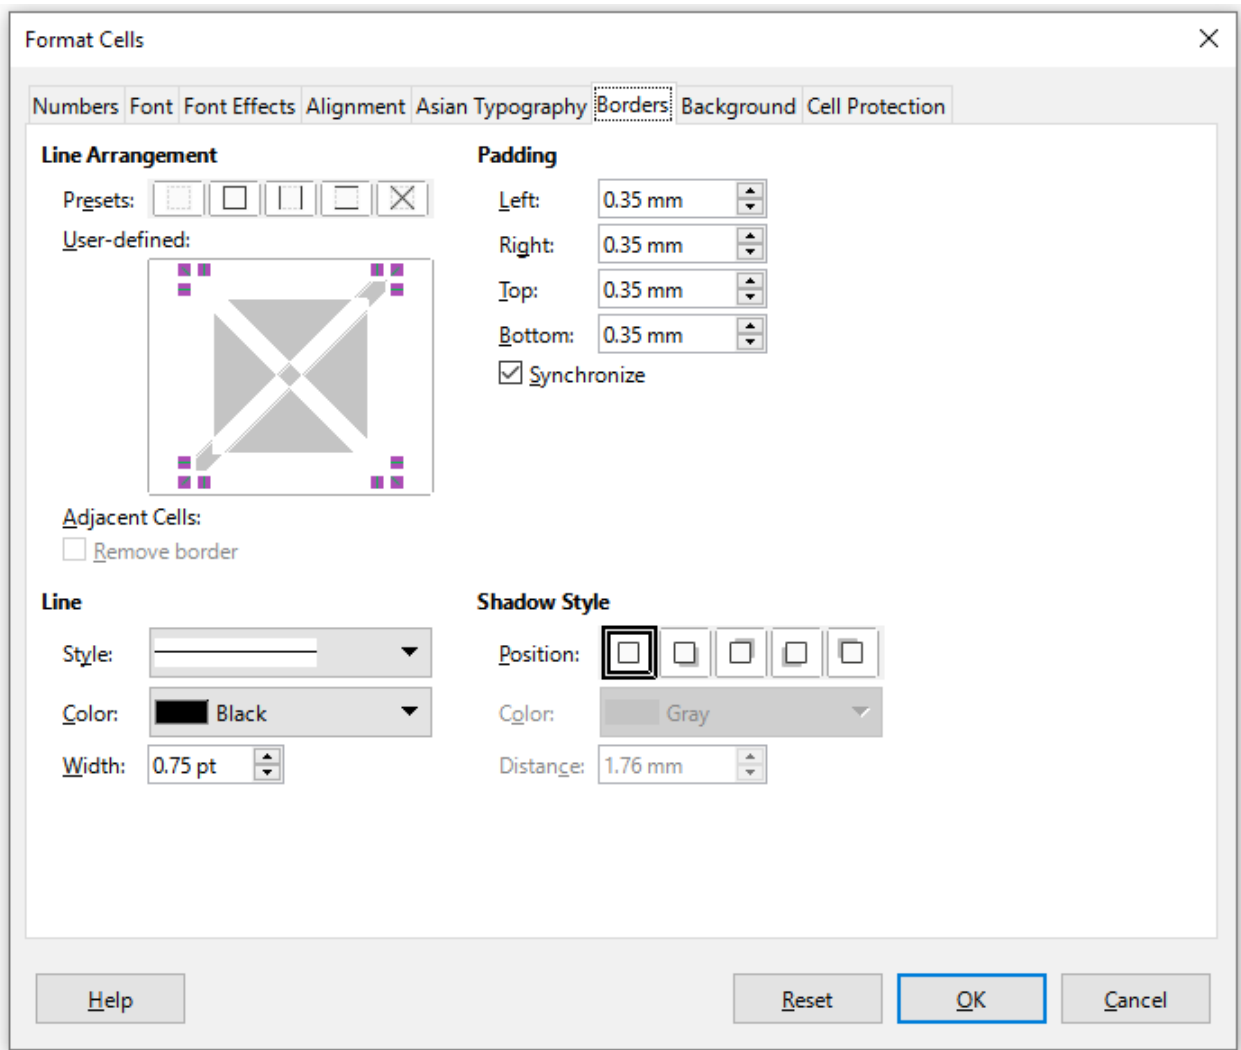 Format Cells
Numbers Font Font Effects Alignment Asian Typography Borders Background Cell Protection
Line Arrangement
Presets:
User-defined:
Adjacent Cells:
Remove border
Padding
Left: 0.35 mm
Right: 0.35 mm
Top: 0.35 mm
Bottom: 0.35 mm
Synchronize
Line
Style:
Color: Black
Width: 0.75 pt
Shadow Style
Position:
Color: Gray
Distance: 1.76 mm
Help Reset OK Cancel